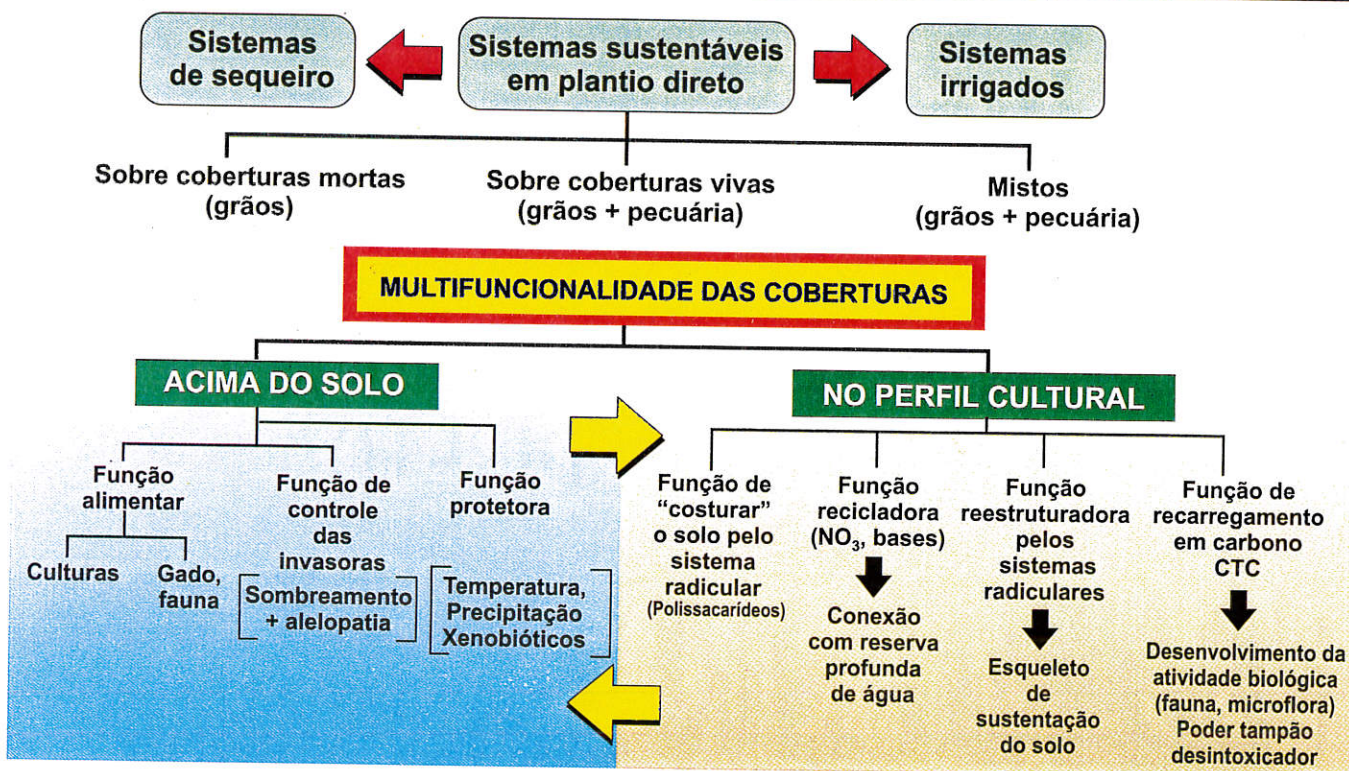 Sistemas
de sequeiro
Sistemas sustentáveis
em plantio direto
Sistemas
irrigados
Sobre coberturas mortas
(grãos)
Sobre coberturas vivas
(grãos + pecuária)
Mistos
(grãos + pecuária)
MULTIFUNCIONALIDADE DAS COBERTURAS
ACIMA DO SOLO
Função
alimentar
Culturas
Gado,
fauna
Função de
controle
das
invasoras
Sombreamento
+ alelopatia
Função
protetora
Temperatura,
Precipitação
Xenobióticos
NO PERFIL CULTURAL
Função de
“costurar”
o solo pelo
sistema
radicular
(Polissacarídeos)
Função
recicladora
(NO₃, bases)
Conexão
com reserva
profunda
de água
Função
reestruturadora
pelos
sistemas
radiculares
Esqueleto
de
sustentação
do solo
Função de
recarregamento
em carbono
CTC
Desenvolvimento da
atividade biológica
(fauna, microflora)
Poder tampão
desintoxicador